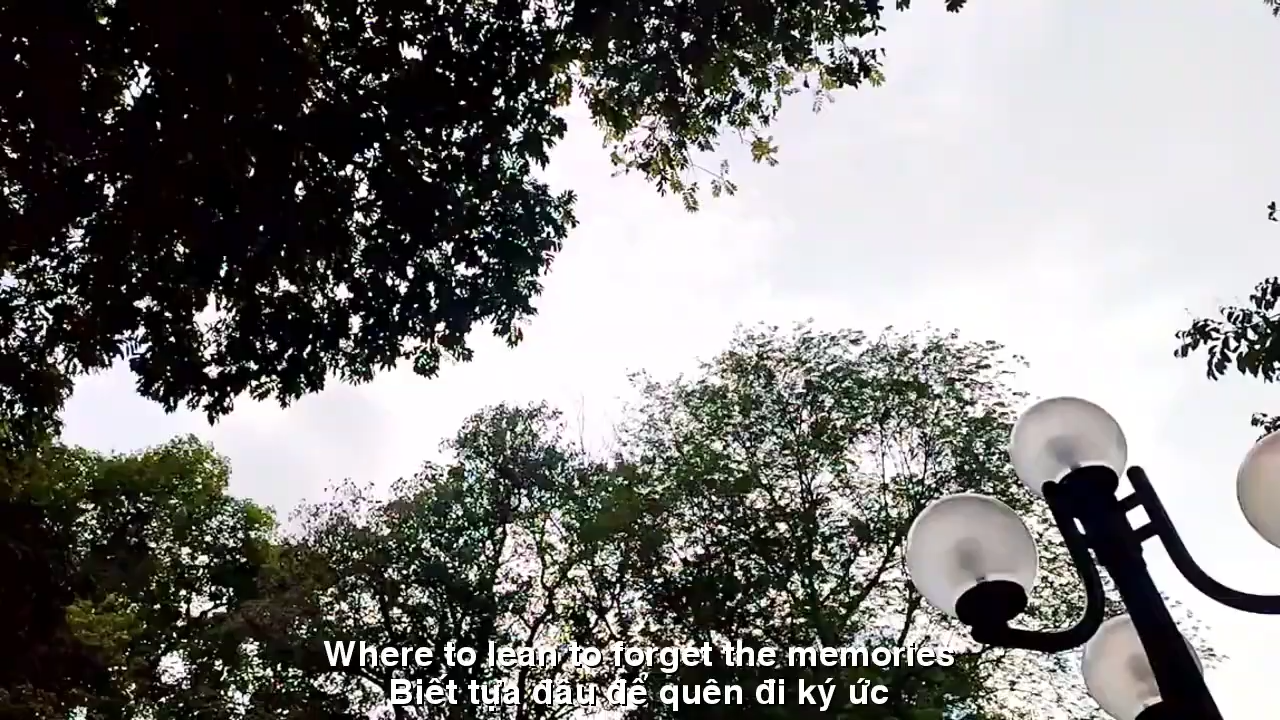 Where to lean to forget the memories
Biết tựa đâu để quên đi ký ức